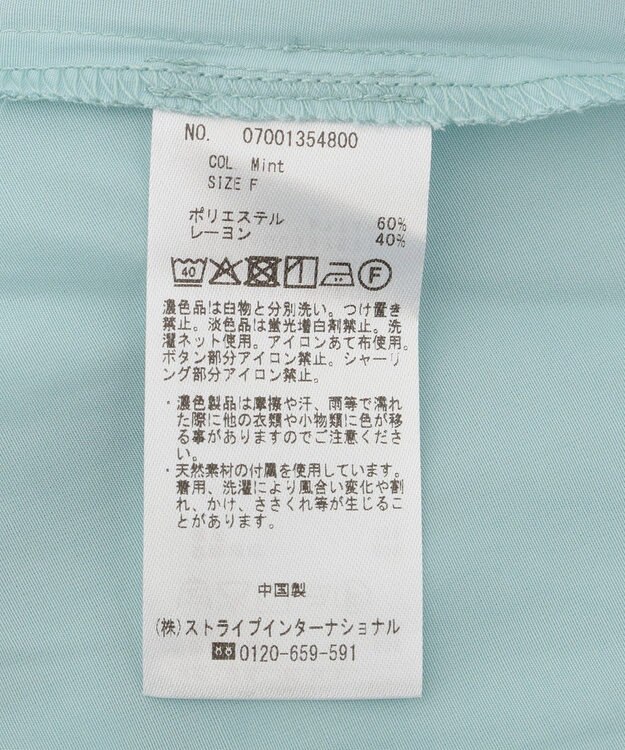 NO. 07001354800
COL Mint
SIZE F
ポリエステル 60%
レーヨン 40%
40 F
濃色品は白物と分別洗い。つけ置き
禁止。淡色品は蛍光増白剤禁止。洗
濯ネット使用。アイロンあて布使用。
ボタン部分アイロン禁止。シャーリ
ング部分アイロン禁止。
・濃色製品は摩擦や汗、雨等で濡れ
た際に他の衣類や小物類に色が移
る事がありますのでご注意くださ
い。
・天然素材の付属を使用しています。
着用、洗濯により風合い変化や割
れ、かけ、ささくれ等が生じるこ
とがあります。
中国製
(株)ストライプインターナショナル
0120-659-591